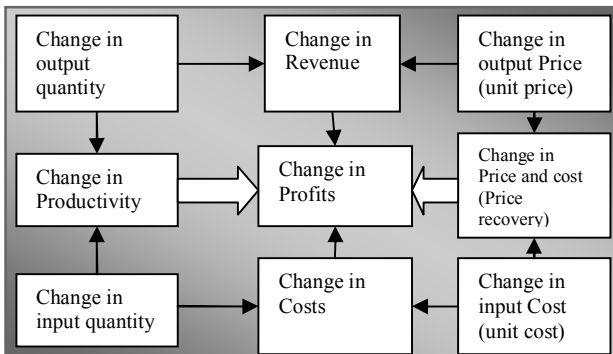 Change in
output
quantity
Change in
Revenue
Change in
output Price
(unit price)
Change in
Productivity
Change in
Profits
Change in
Price and cost
(Price
recovery)
Change in
input quantity
Change in
Costs
Change in
input Cost
(unit cost)